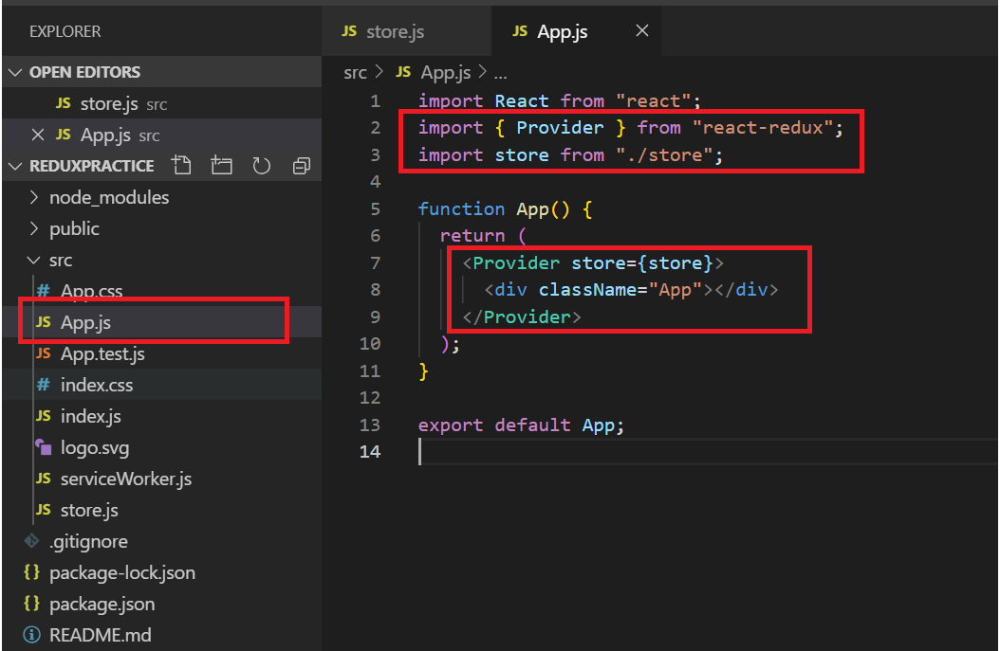 EXPLORER
OPEN EDITORS
JS store.js src
JS App.js src
REDUXPRACTICE
node_modules
public
src
# App.css
JS App.js
JS App.test.js
# index.css
JS index.js
logo.svg
JS serviceWorker.js
JS store.js
.gitignore
{} package-lock.json
{} package.json
README.md
JS store.js JS App.js
src > JS App.js > ...
1 import React from "react";
2 import { Provider } from "react-redux";
3 import store from "./store";
4
5 function App() {
6 return (
7 <Provider store={store}>
8 <div className="App"></div>
9 </Provider>
10 );
11 }
12
13 export default App;
14